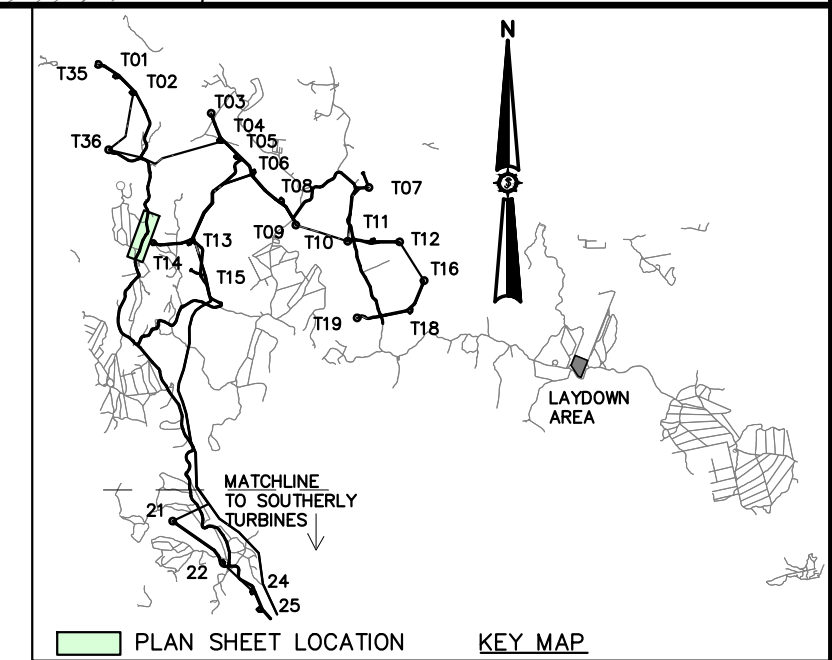 N
T01
T35
T02
T03
T04
T36
T05
T06
T08
T07
T09
T10
T11
T12
T13
T14
T15
T16
T19
T18
LAYDOWN
AREA
MATCHLINE
TO SOUTHERLY
TURBINES
21
22
24
25
PLAN SHEET LOCATION
KEY MAP